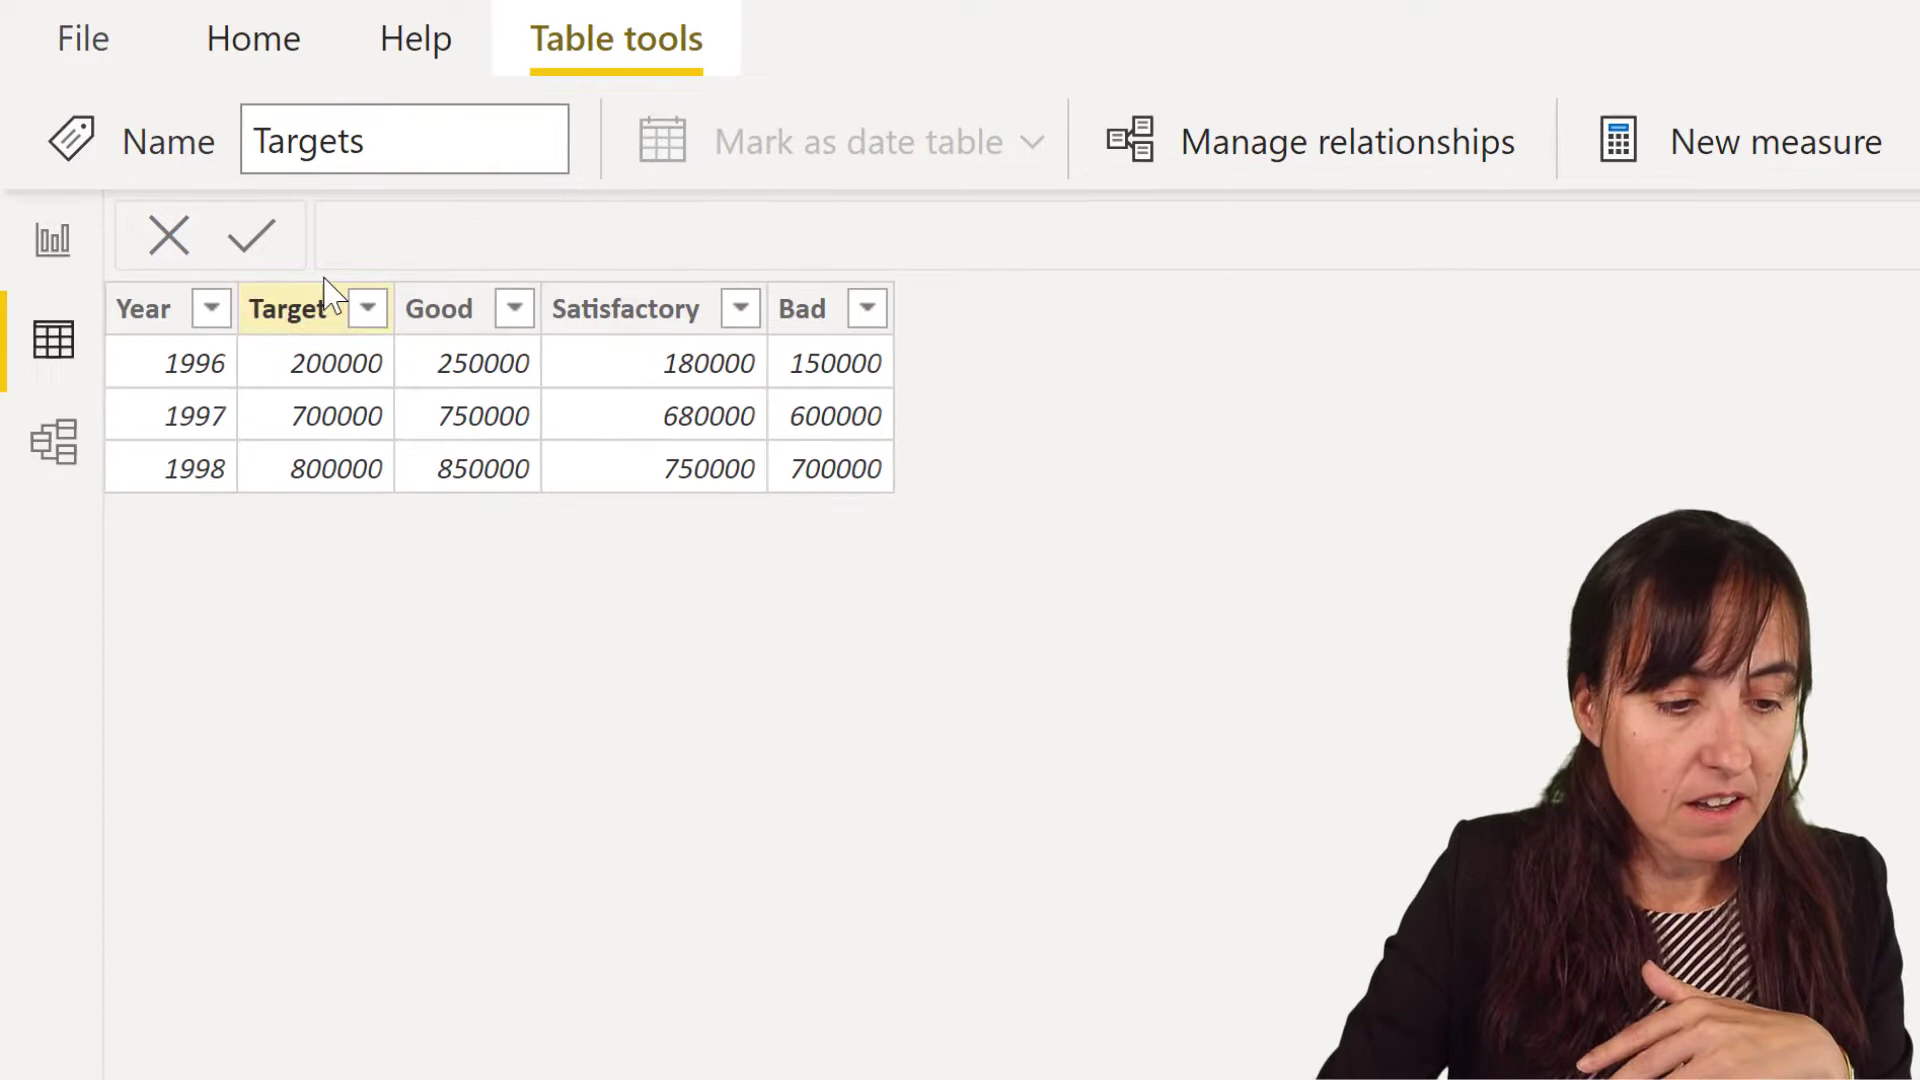 File Home Help Table tools
Name Targets Mark as date table Manage relationships New measure
Year Target Good Satisfactory Bad
1996 200000 250000 180000 150000
1997 700000 750000 680000 600000
1998 800000 850000 750000 700000